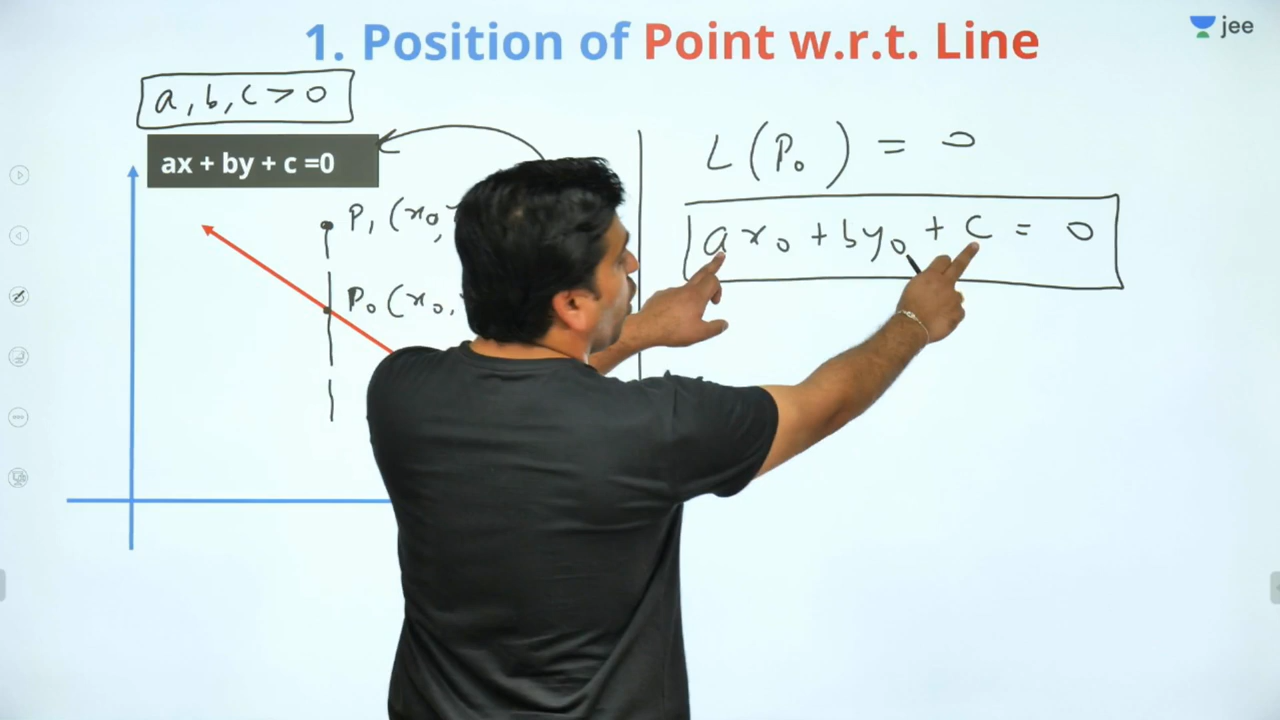 1. Position of Point w.r.t. Line
jee
a, b, c > 0
ax + by + c =0
P₁ (x₀,
P₀ (x₀,
L(P₀) = 0
ax₀ + by₀ + c = 0